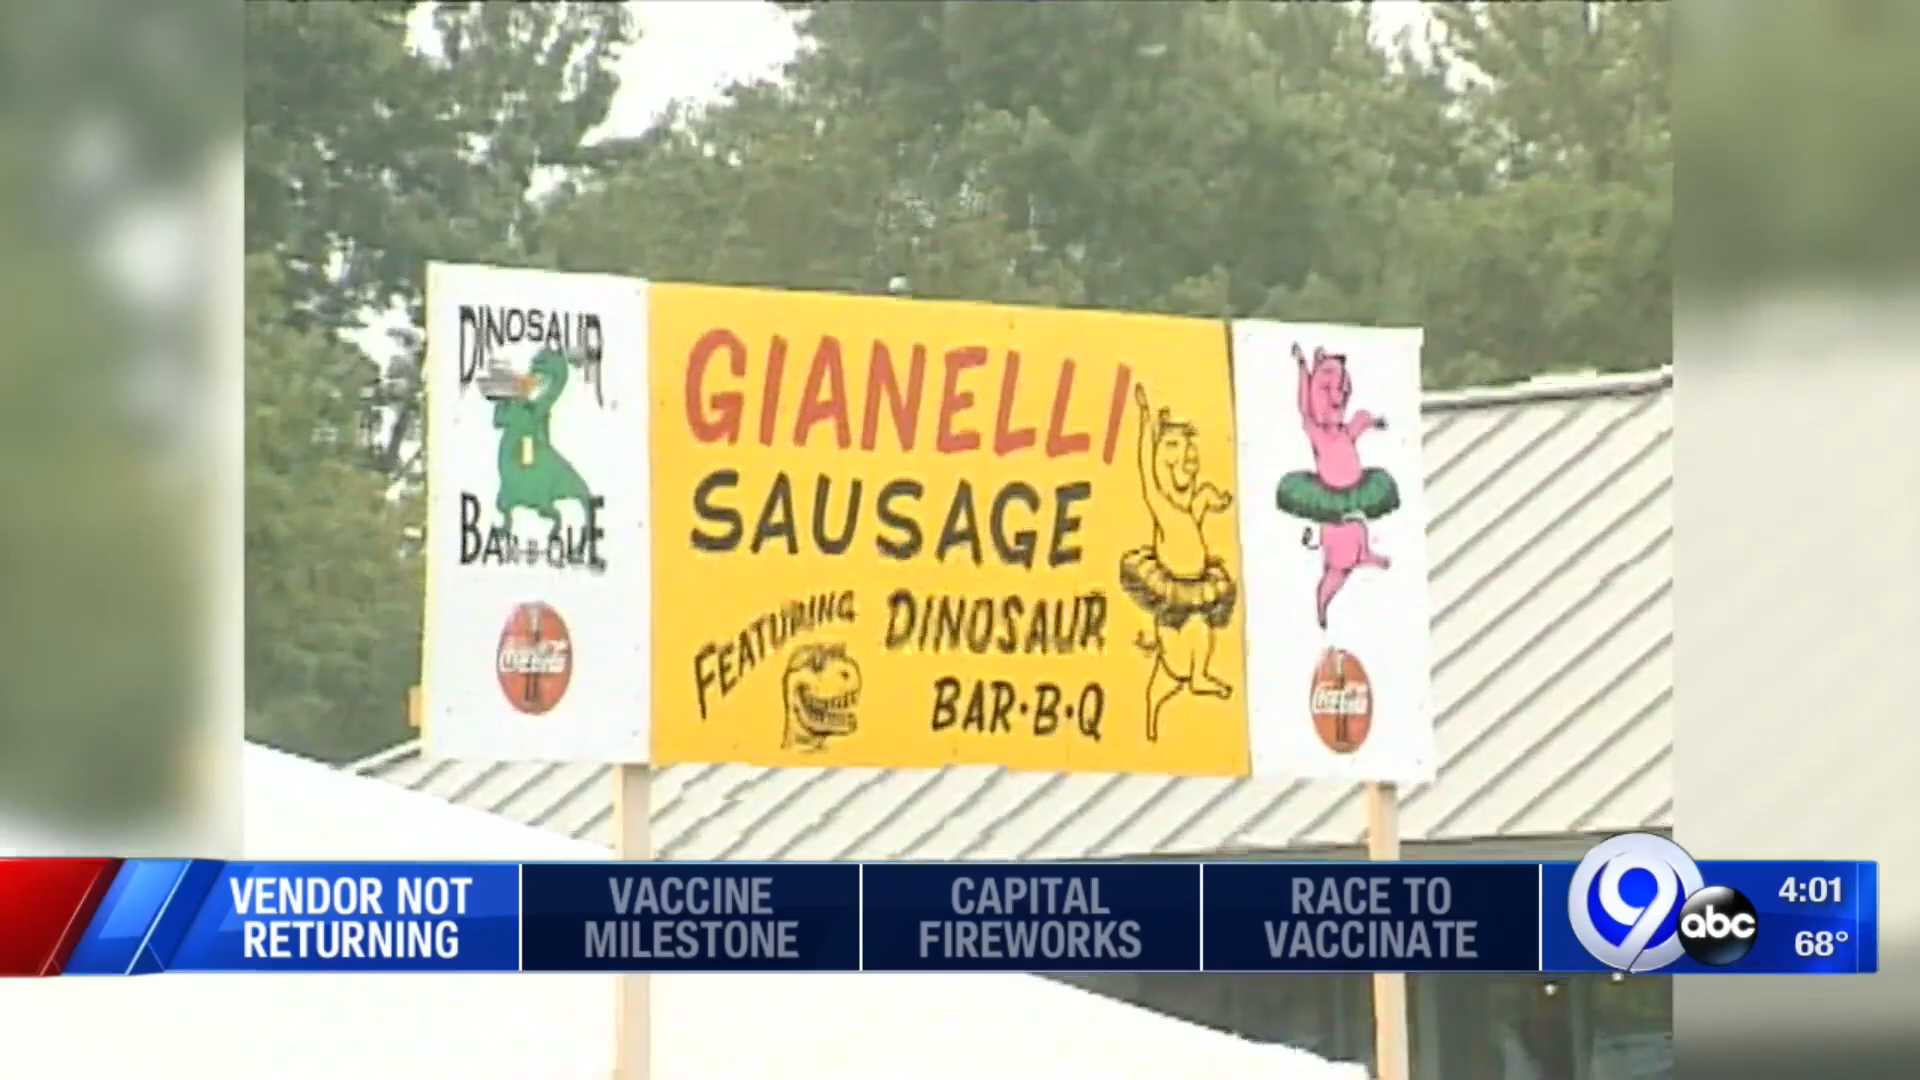 DINOSAUR
BAR-B-QUE
Coca-Cola
GIANELLI
SAUSAGE
FEATURING
DINOSAUR
BAR·B·Q
Coca-Cola
VENDOR NOT
RETURNING
VACCINE
MILESTONE
CAPITAL
FIREWORKS
RACE TO
VACCINATE
9
abc
4:01
68°